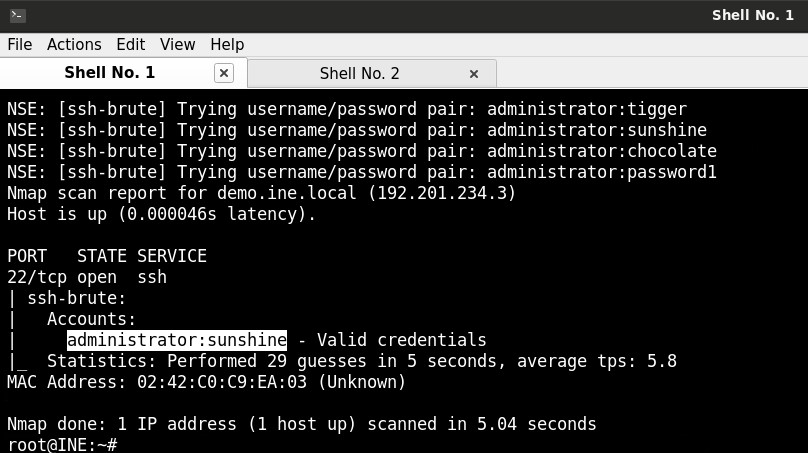 Shell No. 1
File Actions Edit View Help
Shell No. 1 Shell No. 2
NSE: [ssh-brute] Trying username/password pair: administrator:tigger
NSE: [ssh-brute] Trying username/password pair: administrator:sunshine
NSE: [ssh-brute] Trying username/password pair: administrator:chocolate
NSE: [ssh-brute] Trying username/password pair: administrator:password1
Nmap scan report for demo.ine.local (192.201.234.3)
Host is up (0.000046s latency).
PORT   STATE SERVICE
22/tcp open  ssh
| ssh-brute:
|   Accounts:
|     administrator:sunshine - Valid credentials
|_  Statistics: Performed 29 guesses in 5 seconds, average tps: 5.8
MAC Address: 02:42:C0:C9:EA:03 (Unknown)
Nmap done: 1 IP address (1 host up) scanned in 5.04 seconds
root@INE:~#